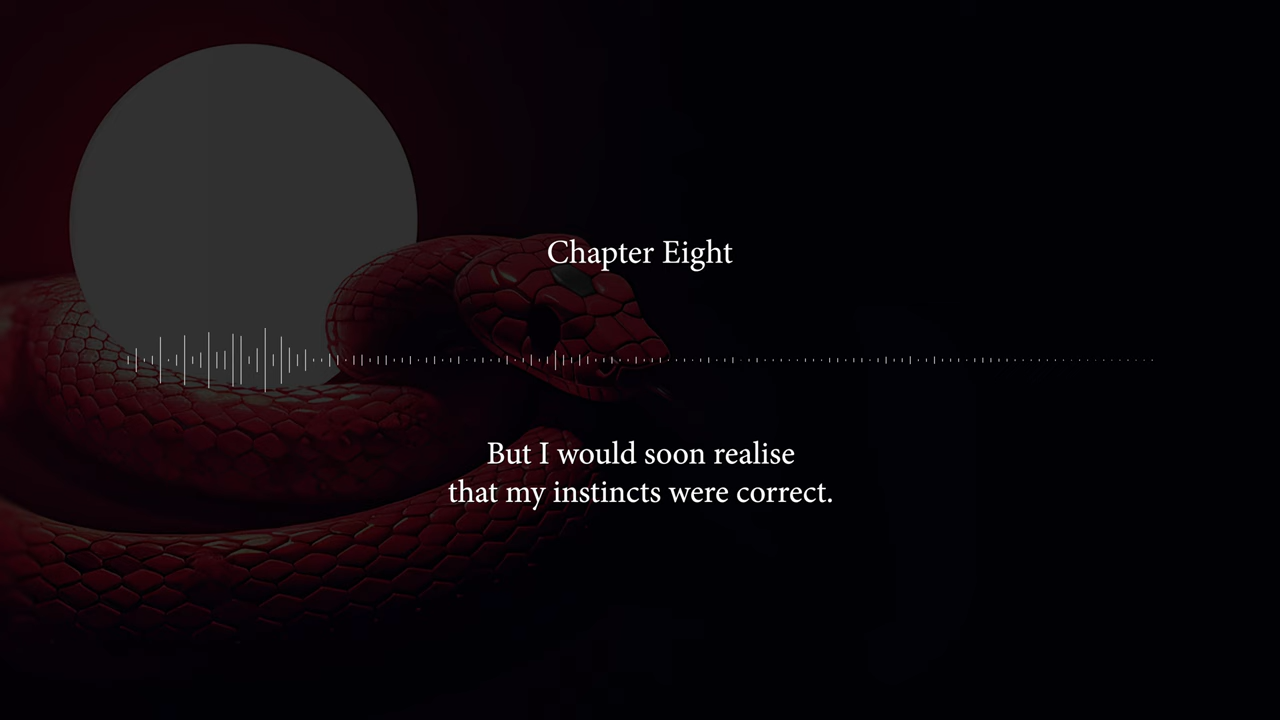 Chapter Eight
But I would soon realise
that my instincts were correct.